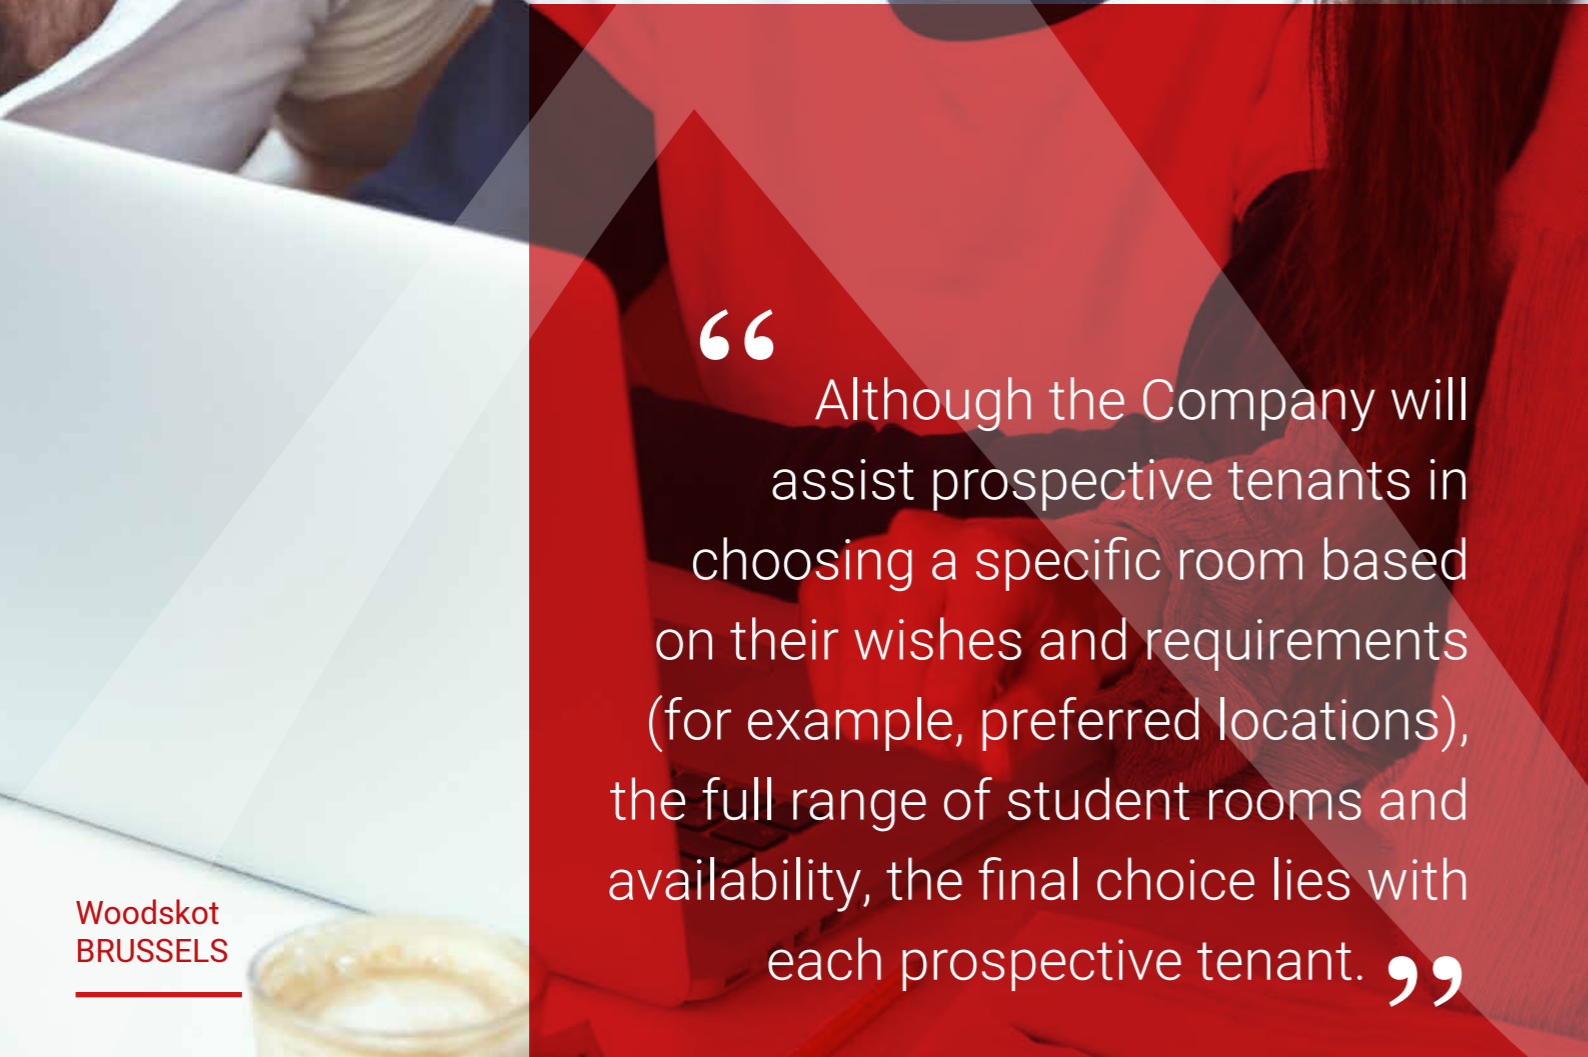 “
Although the Company will
assist prospective tenants in
choosing a specific room based
on their wishes and requirements
(for example, preferred locations),
the full range of student rooms and
availability, the final choice lies with
each prospective tenant. ”
Woodskot
BRUSSELS